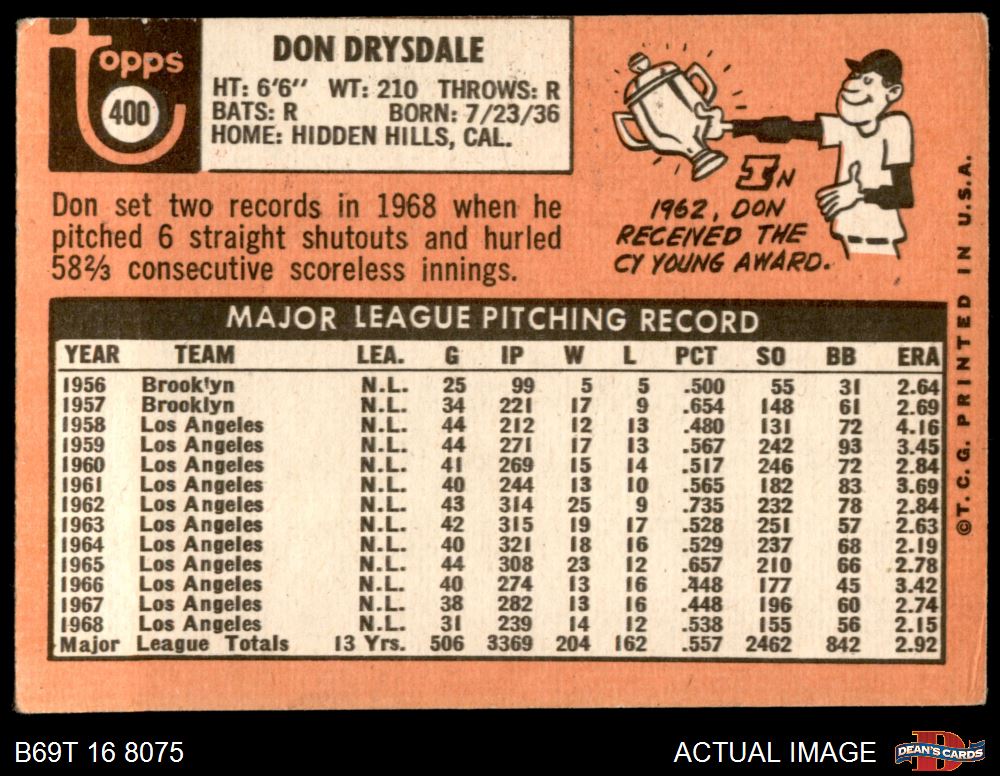 topps
400
DON DRYSDALE
HT: 6'6" WT: 210 THROWS: R
BATS: R BORN: 7/23/36
HOME: HIDDEN HILLS, CAL.
Don set two records in 1968 when he
pitched 6 straight shutouts and hurled
58⅔ consecutive scoreless innings.
IN
1962, DON
RECEIVED THE
CY YOUNG AWARD.
MAJOR LEAGUE PITCHING RECORD
YEAR TEAM LEA. G IP W L PCT SO BB ERA
1956 Brooklyn N.L. 25 99 5 5 .500 55 31 2.64
1957 Brooklyn N.L. 34 221 17 9 .654 148 61 2.69
1958 Los Angeles N.L. 44 212 12 13 .480 131 72 4.16
1959 Los Angeles N.L. 44 271 17 13 .567 242 93 3.45
1960 Los Angeles N.L. 41 269 15 14 .517 246 72 2.84
1961 Los Angeles N.L. 40 244 13 10 .565 182 83 3.69
1962 Los Angeles N.L. 43 314 25 9 .735 232 78 2.84
1963 Los Angeles N.L. 42 315 19 17 .528 251 57 2.63
1964 Los Angeles N.L. 40 321 18 16 .529 237 68 2.19
1965 Los Angeles N.L. 44 308 23 12 .657 210 66 2.78
1966 Los Angeles N.L. 40 274 13 16 .448 177 45 3.42
1967 Los Angeles N.L. 38 282 13 16 .448 196 60 2.74
1968 Los Angeles N.L. 31 239 14 12 .538 155 56 2.15
Major League Totals 13 Yrs. 506 3369 204 162 .557 2462 842 2.92
©T.C.G. PRINTED IN U.S.A.
B69T 16 8075
ACTUAL IMAGE
DEAN'S CARDS